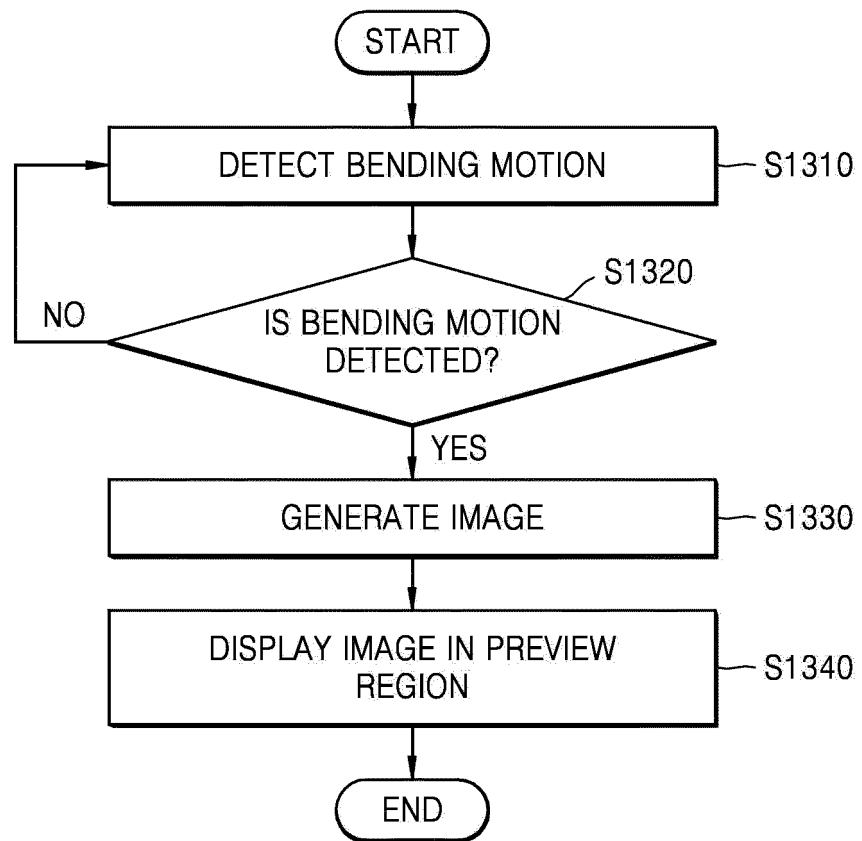 START
DETECT BENDING MOTION
S1310
S1320
IS BENDING MOTION
DETECTED?
NO
YES
GENERATE IMAGE
S1330
DISPLAY IMAGE IN PREVIEW
REGION
S1340
END